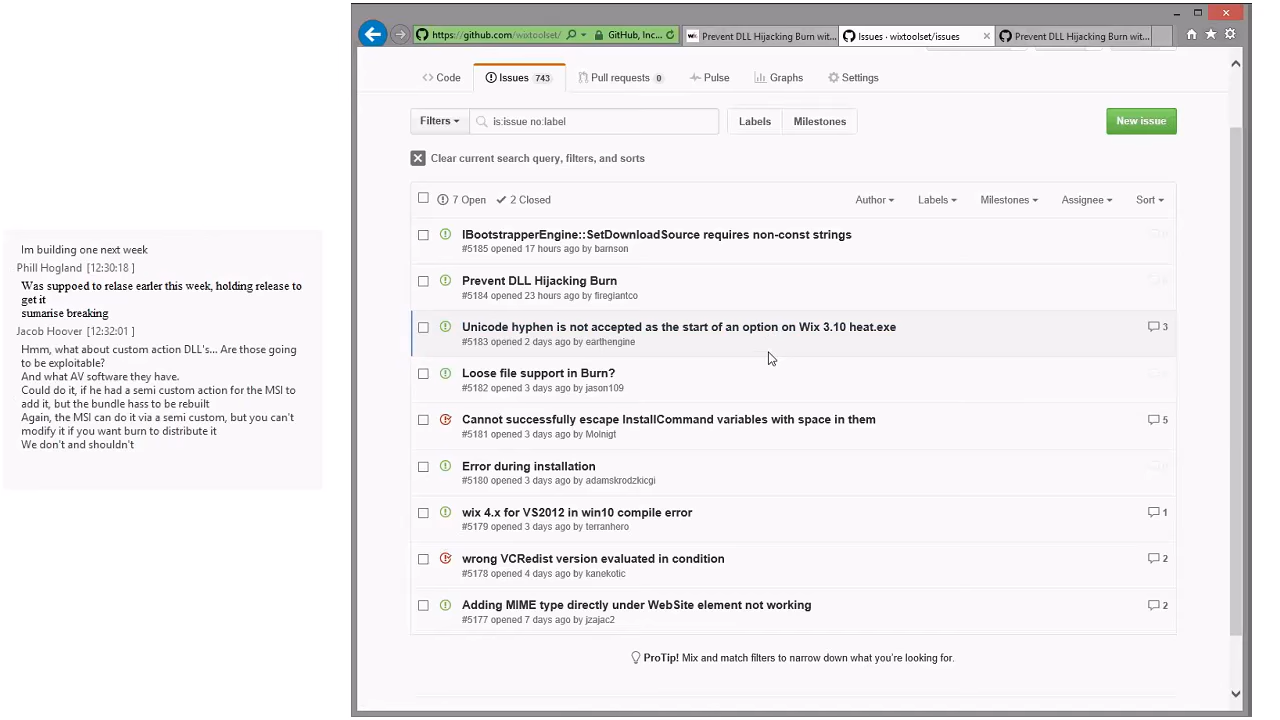 Im building one next week
Phill Hogland [12:30:18 ]
Was suppoed to relase earler this week, holding release to
get it
sumarise breaking
Jacob Hoover [12:32:01 ]
Hmm, what about custom action DLL's... Are those going
to be exploitable?
And what AV software they have.
Could do it, if he had a semi custom action for the MSI to
add it, but the bundle hass to be rebuilt
Again, the MSI can do it via a semi custom, but you can't
modify it if you want burn to distribute it
We don't and shouldn't
https://github.com/wixtoolset/ GitHub, Inc... Prevent DLL Hijacking Burn wit... Issues · wixtoolset/issues Prevent DLL Hijacking Burn wit...
Code Issues 743 Pull requests 0 Pulse Graphs Settings
Filters is:issue no:label Labels Milestones New issue
Clear current search query, filters, and sorts
7 Open 2 Closed Author Labels Milestones Assignee Sort
IBootstrapperEngine::SetDownloadSource requires non-const strings
#5185 opened 17 hours ago by barnson
Prevent DLL Hijacking Burn
#5184 opened 23 hours ago by firegiantco
Unicode hyphen is not accepted as the start of an option on Wix 3.10 heat.exe 3
#5183 opened 2 days ago by earthengine
Loose file support in Burn?
#5182 opened 3 days ago by jason109
Cannot successfully escape InstallCommand variables with space in them 5
#5181 opened 3 days ago by Molnigt
Error during installation
#5180 opened 3 days ago by adamskrodzkicgi
wix 4.x for VS2012 in win10 compile error 1
#5179 opened 3 days ago by terranhero
wrong VCRedist version evaluated in condition 2
#5178 opened 4 days ago by kanekotic
Adding MIME type directly under WebSite element not working 2
#5177 opened 7 days ago by jzajac2
ProTip! Mix and match filters to narrow down what you're looking for.